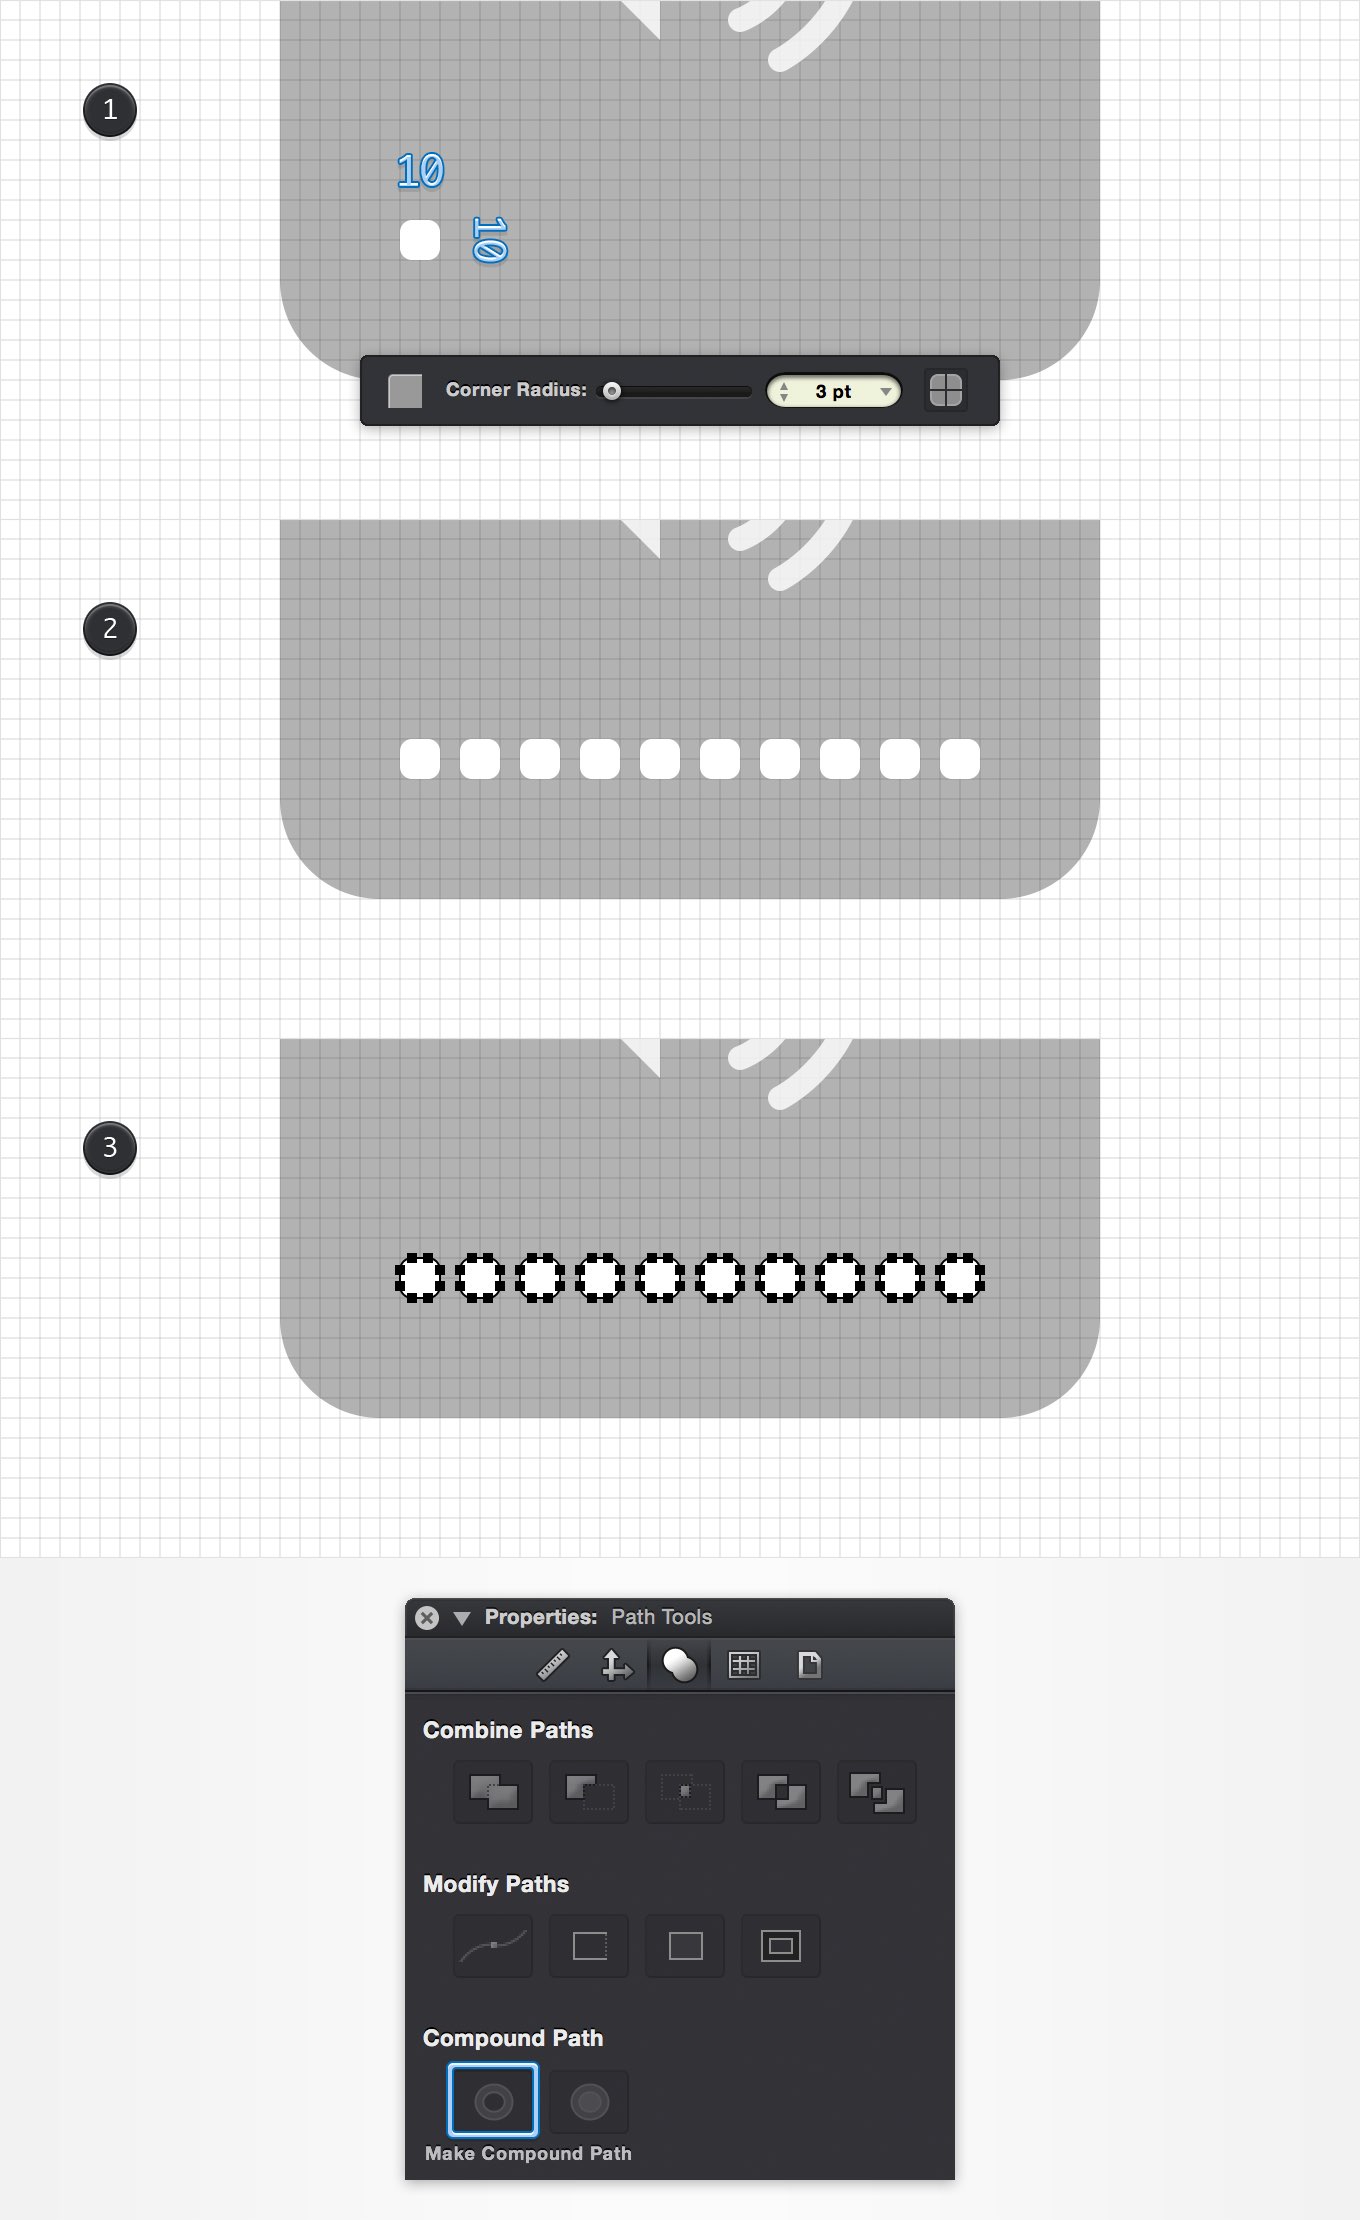 1
10
10
Corner Radius: 3 pt
2
3
Properties: Path Tools
Combine Paths
Modify Paths
Compound Path
Make Compound Path